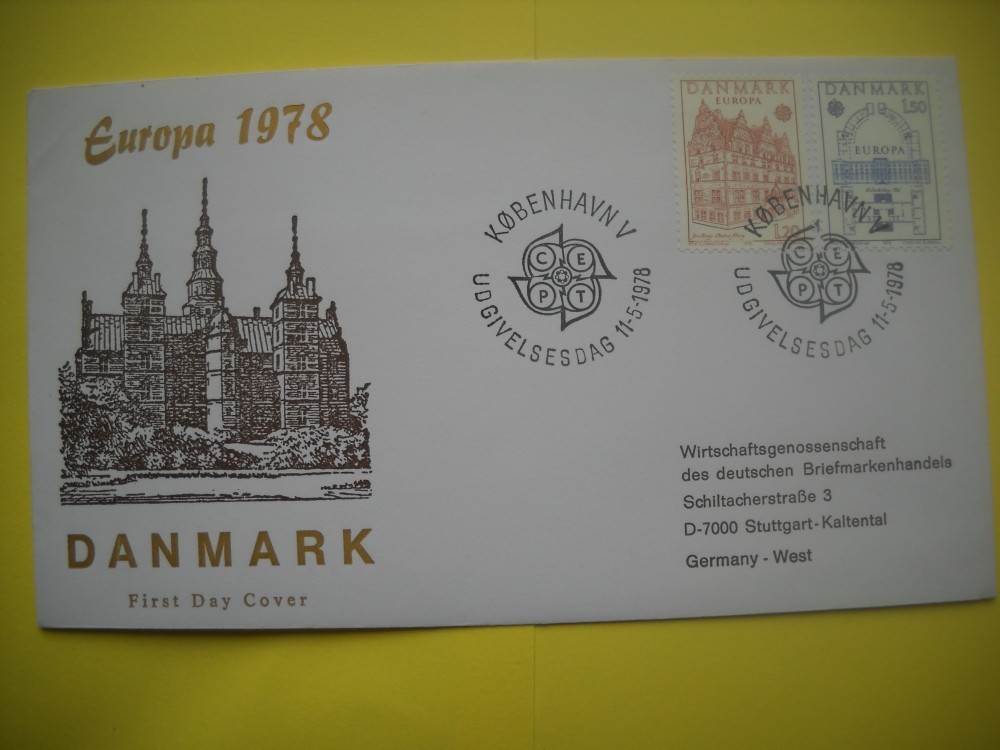 Europa 1978
DANMARK
First Day Cover
KØBENHAVN V
C E
P T
UDGIVELSESDAG 11-5-1978
DANMARK
EUROPA
1.20
DANMARK
1.50
EUROPA
KØBENHAVN V
C E
P T
UDGIVELSESDAG 11-5-1978
Wirtschaftsgenossenschaft
des deutschen Briefmarkenhandels
Schiltacherstraße 3
D-7000 Stuttgart-Kaltental
Germany - West